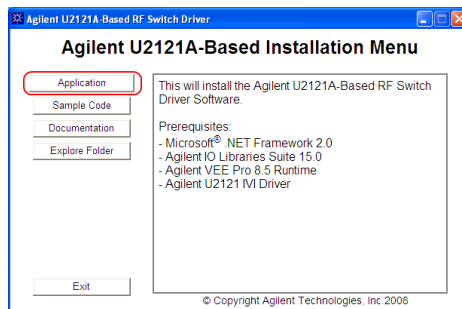 Agilent U2121A-Based RF Switch Driver
Agilent U2121A-Based Installation Menu
Application
Sample Code
Documentation
Explore Folder
Exit
This will install the Agilent U2121A-Based RF Switch
Driver Software.
Prerequisites:
- Microsoft® .NET Framework 2.0
- Agilent IO Libraries Suite 15.0
- Agilent VEE Pro 8.5 Runtime
- Agilent U2121 IVI Driver
© Copyright Agilent Technologies, Inc.2008